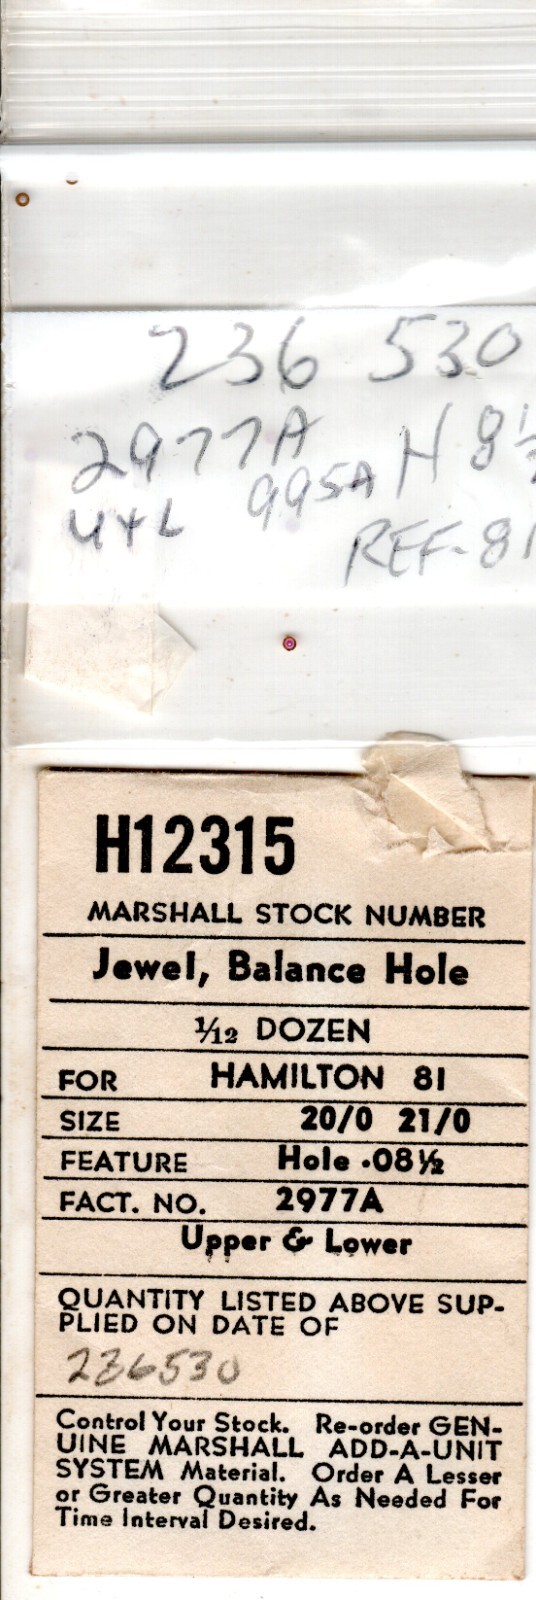 236 530
2977A H 8 1/
U+L 995A
REF-81
H12315
MARSHALL STOCK NUMBER
Jewel, Balance Hole
1/12 DOZEN
FOR HAMILTON 81
SIZE 20/0 21/0
FEATURE Hole .08½
FACT. NO. 2977A
Upper & Lower
QUANTITY LISTED ABOVE SUP-
PLIED ON DATE OF
236530
Control Your Stock. Re-order GEN-
UINE MARSHALL ADD-A-UNIT
SYSTEM Material. Order A Lesser
or Greater Quantity As Needed For
Time Interval Desired.